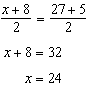 (x + 8)/2 = (27 + 5)/2
x + 8 = 32
x = 24